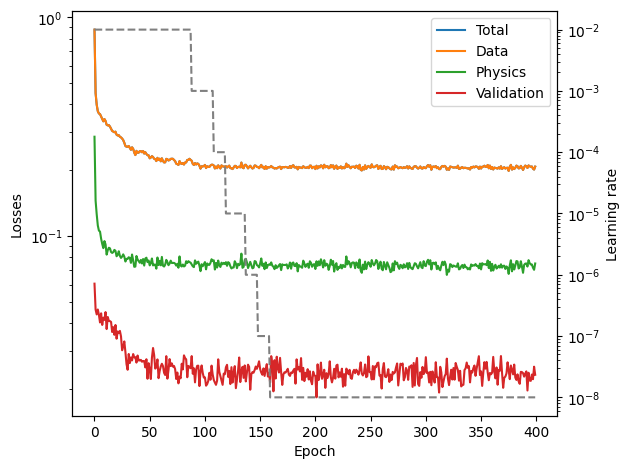 Total
Data
Physics
Validation
10⁰
10⁻¹
Losses
10⁻²
10⁻³
10⁻⁴
10⁻⁵
10⁻⁶
10⁻⁷
10⁻⁸
Learning rate
0 50 100 150 200 250 300 350 400
Epoch